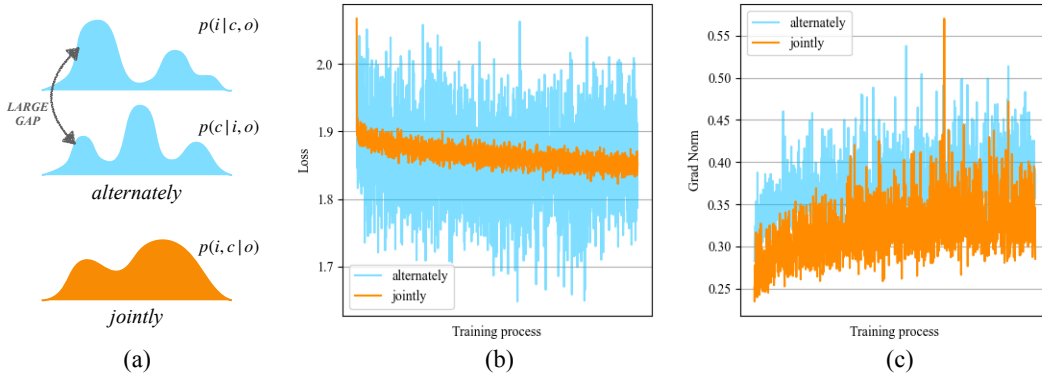 p(i|c,o)
LARGE
GAP
p(c|i,o)
alternately
p(i,c|o)
jointly
(a)
2.0
1.9
1.8
1.7
Loss
alternately
jointly
Training process
(b)
alternately
jointly
0.55
0.50
0.45
0.40
0.35
0.30
0.25
Grad Norm
Training process
(c)